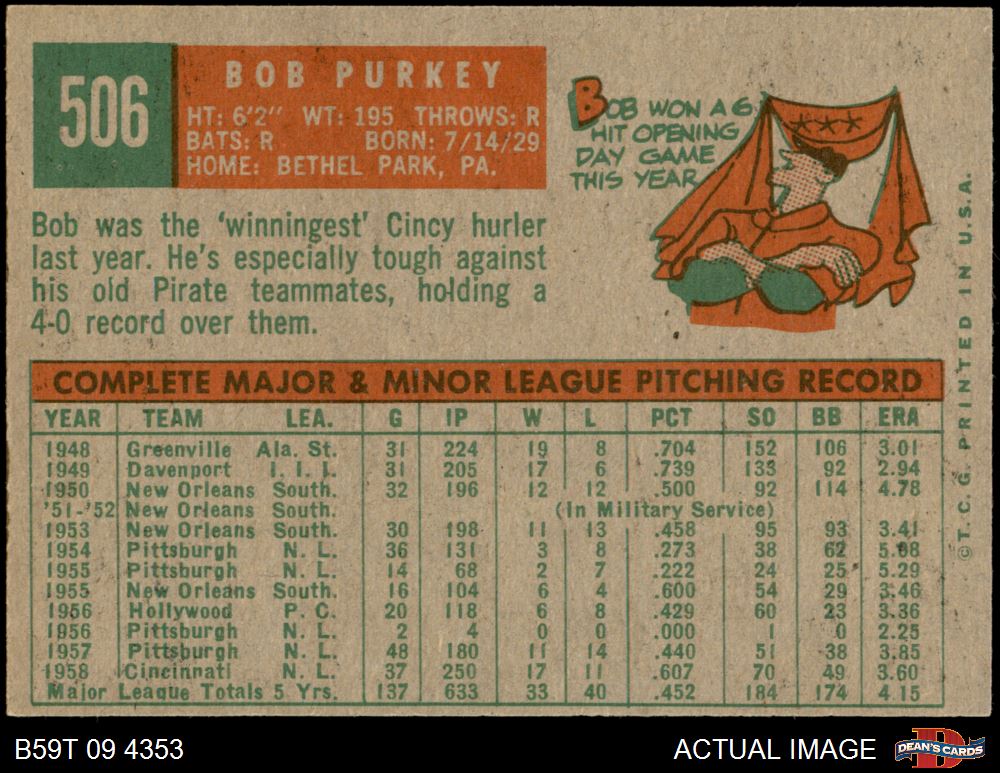 506
BOB PURKEY
HT: 6'2" WT: 195 THROWS: R
BATS: R BORN: 7/14/29
HOME: BETHEL PARK, PA.
BOB WON A 6
HIT OPENING
DAY GAME
THIS YEAR
Bob was the 'winningest' Cincy hurler
last year. He's especially tough against
his old Pirate teammates, holding a
4-0 record over them.
COMPLETE MAJOR & MINOR LEAGUE PITCHING RECORD
YEAR TEAM LEA. G IP W L PCT SO BB ERA
1948 Greenville Ala. St. 31 224 19 8 .704 152 106 3.01
1949 Davenport I. I. I. 31 205 17 6 .739 133 92 2.94
1950 New Orleans South. 32 196 12 12 .500 92 114 4.78
'51-'52 New Orleans South. (In Military Service)
1953 New Orleans South. 30 198 11 13 .458 95 93 3.41
1954 Pittsburgh N. L. 36 131 3 8 .273 38 62 5.08
1955 Pittsburgh N. L. 14 68 2 7 .222 24 25 5.29
1955 New Orleans South. 16 104 6 4 .600 54 29 3.46
1956 Hollywood P. C. 20 118 6 8 .429 60 23 3.36
1956 Pittsburgh N. L. 2 4 0 0 .000 1 0 2.25
1957 Pittsburgh N. L. 48 180 11 14 .440 51 38 3.85
1958 Cincinnati N. L. 37 250 17 11 .607 70 49 3.60
Major League Totals 5 Yrs. 137 633 33 40 .452 184 174 4.15
©T.C.G. PRINTED IN U.S.A.
B59T 09 4353
ACTUAL IMAGE
D
DEAN'S CARDS